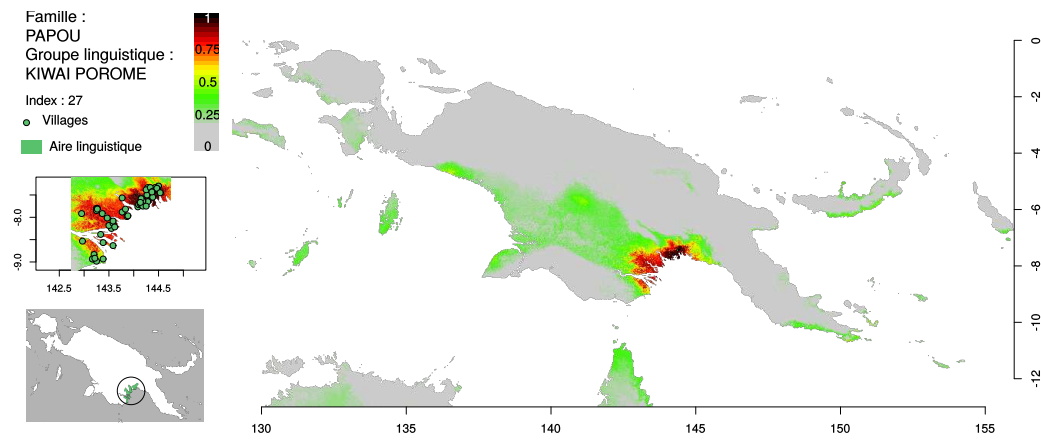 Famille :
PAPOU
Groupe linguistique :
KIWAI POROME
Index : 27
Villages
Aire linguistique
1
0.75
0.5
0.25
0
-8.0
-9.0
142.5 143.5 144.5
0
-2
-4
-6
-8
-10
-12
130 135 140 145 150 155